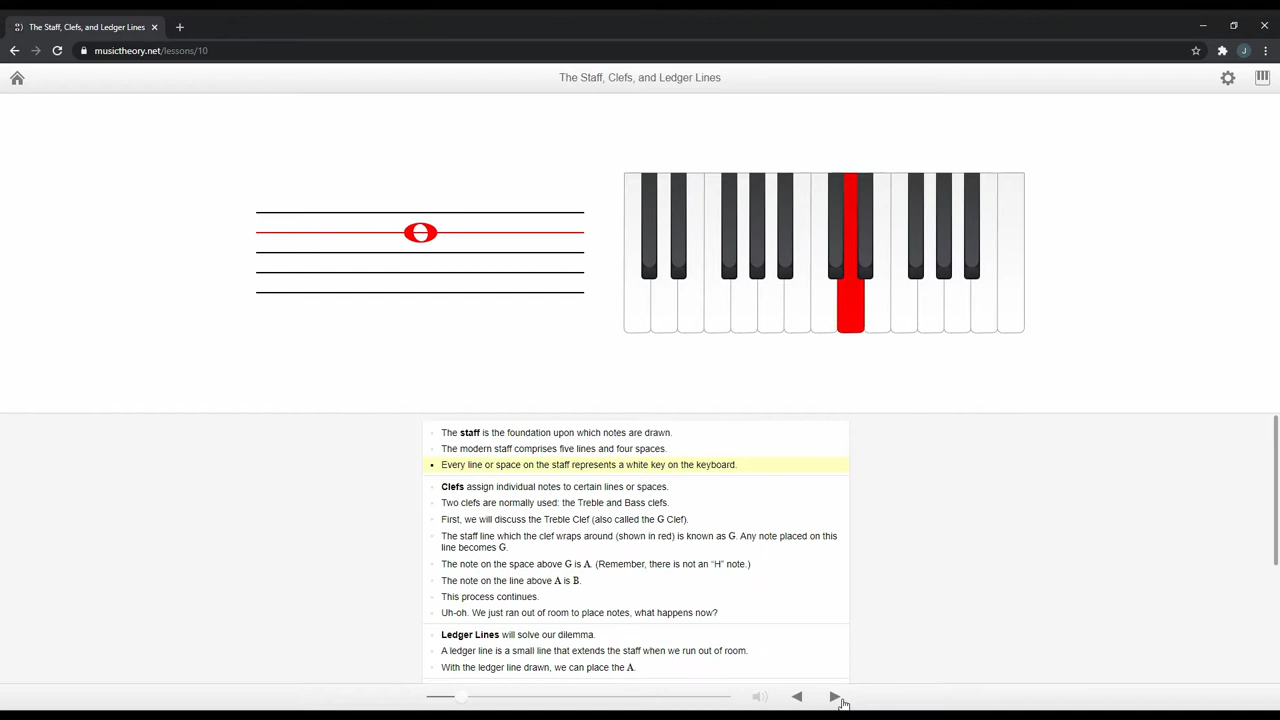 The Staff, Clefs, and Ledger Lines
musictheory.net/lessons/10
J
The Staff, Clefs, and Ledger Lines
The staff is the foundation upon which notes are drawn.
The modern staff comprises five lines and four spaces.
Every line or space on the staff represents a white key on the keyboard.
Clefs assign individual notes to certain lines or spaces.
Two clefs are normally used: the Treble and Bass clefs.
First, we will discuss the Treble Clef (also called the G Clef).
The staff line which the clef wraps around (shown in red) is known as G. Any note placed on this
line becomes G.
The note on the space above G is A. (Remember, there is not an “H” note.)
The note on the line above A is B.
This process continues.
Uh-oh. We just ran out of room to place notes, what happens now?
Ledger Lines will solve our dilemma.
A ledger line is a small line that extends the staff when we run out of room.
With the ledger line drawn, we can place the A.